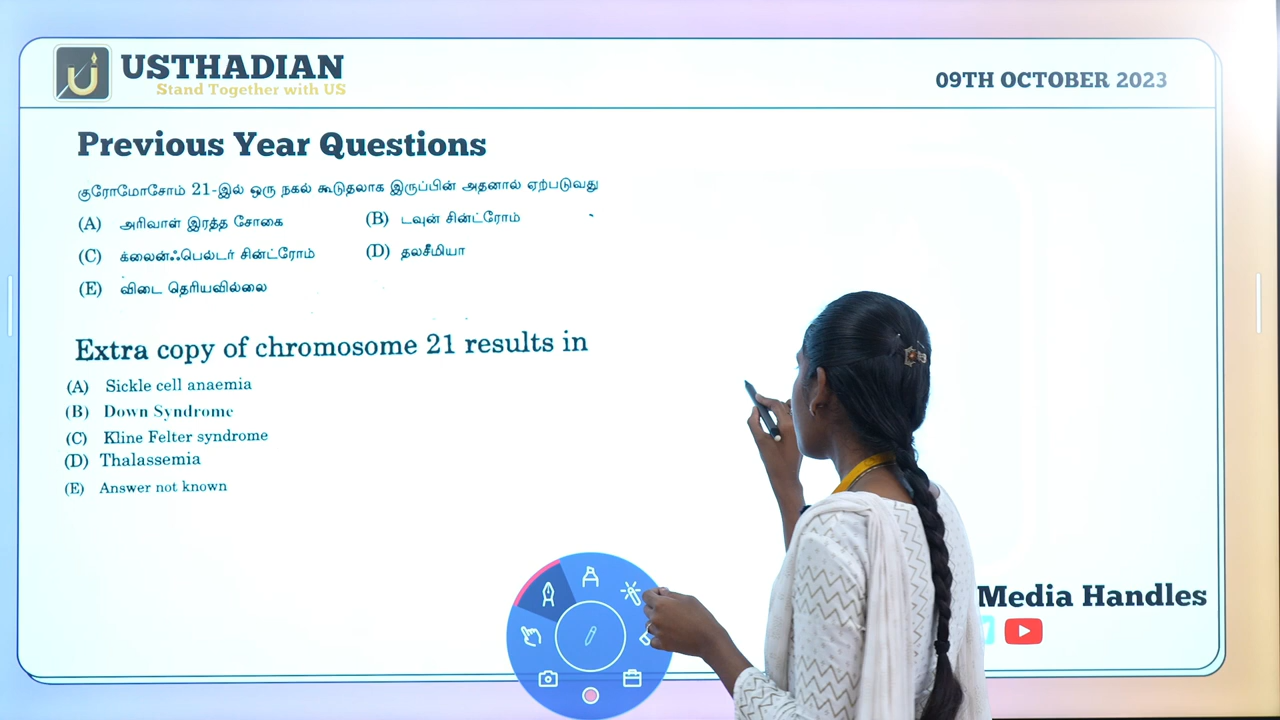 USTHADIAN
Stand Together with US
09TH OCTOBER 2023
Previous Year Questions
குரோமோசோம் 21-இல் ஒரு நகல் கூடுதலாக இருப்பின் அதனால் ஏற்படுவது
(A) அரிவாள் இரத்த சோகை (B) டவுன் சின்ட்ரோம்
(C) க்லைன்ஃபெல்டர் சின்ட்ரோம் (D) தலசீமியா
(E) விடை தெரியவில்லை
Extra copy of chromosome 21 results in
(A) Sickle cell anaemia
(B) Down Syndrome
(C) Kline Felter syndrome
(D) Thalassemia
(E) Answer not known
Media Handles